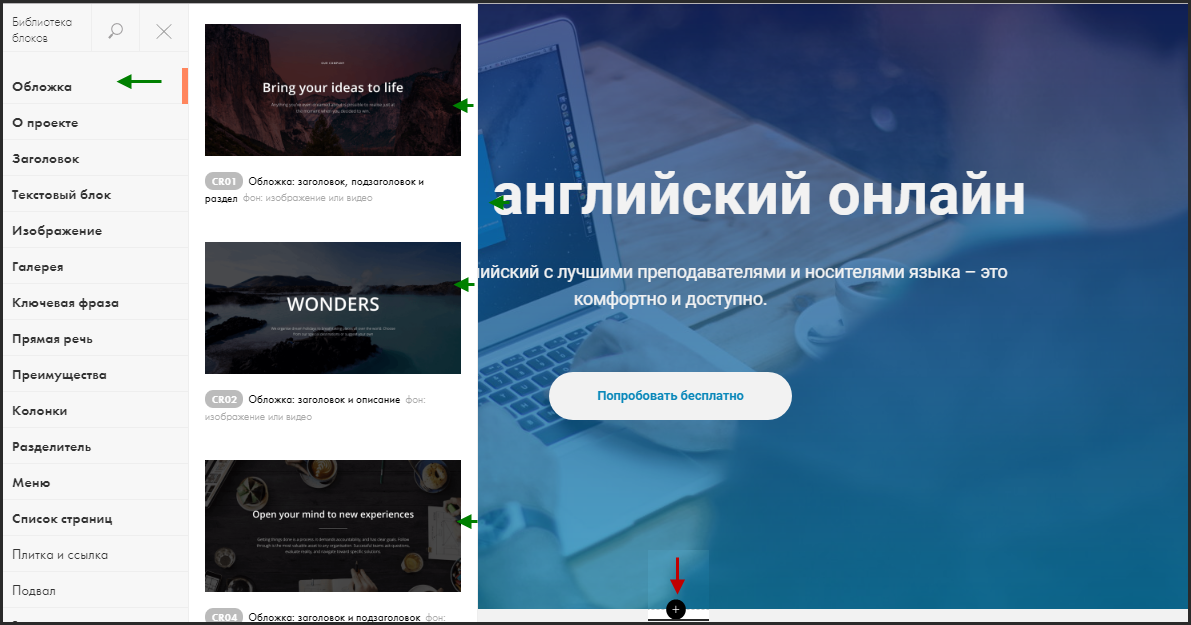 Библиотека
блоков
Обложка
О проекте
Заголовок
Текстовый блок
Изображение
Галерея
Ключевая фраза
Прямая речь
Преимущества
Колонки
Разделитель
Меню
Список страниц
Плитка и ссылка
Подвал
OUR COMPANY
Bring your ideas to life
CR01 Обложка: заголовок, подзаголовок и
раздел фон: изображение или видео
WONDERS
CR02 Обложка: заголовок и описание фон:
изображение или видео
Open your mind to new experiences
CR04 Обложка: заголовок и подзаголовок фон:
английский онлайн
с лучшими преподавателями и носителями языка – это
комфортно и доступно.
Попробовать бесплатно
+